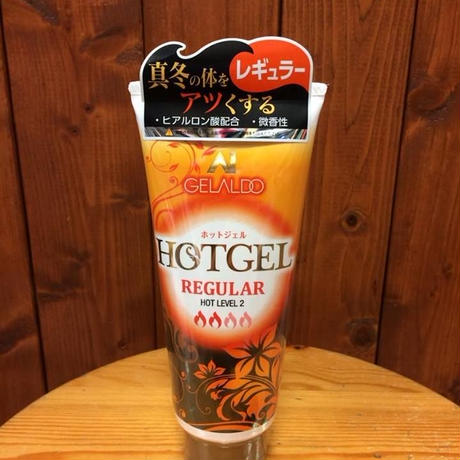 真冬の体を
レギュラー
アツくする
・ヒアルロン酸配合 ・微香性
GELALDO
ホットジェル
HOTGEL
REGULAR
HOT LEVEL 2